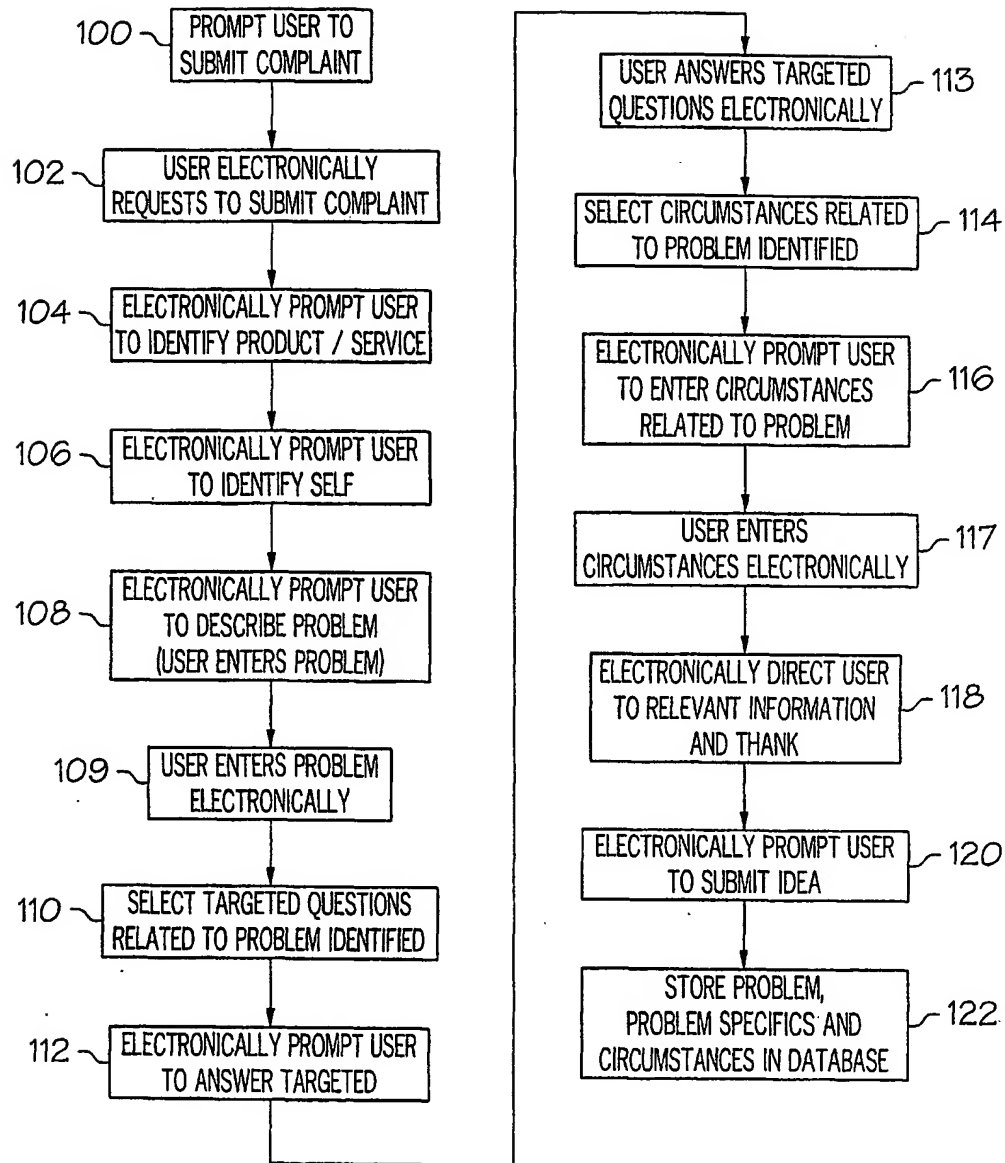 100
PROMPT USER TO
SUBMIT COMPLAINT
102
USER ELECTRONICALLY
REQUESTS TO SUBMIT COMPLAINT
104
ELECTRONICALLY PROMPT USER
TO IDENTIFY PRODUCT / SERVICE
106
ELECTRONICALLY PROMPT USER
TO IDENTIFY SELF
108
ELECTRONICALLY PROMPT USER
TO DESCRIBE PROBLEM
(USER ENTERS PROBLEM)
109
USER ENTERS PROBLEM
ELECTRONICALLY
110
SELECT TARGETED QUESTIONS
RELATED TO PROBLEM IDENTIFIED
112
ELECTRONICALLY PROMPT USER
TO ANSWER TARGETED
USER ANSWERS TARGETED
QUESTIONS ELECTRONICALLY
113
SELECT CIRCUMSTANCES RELATED
TO PROBLEM IDENTIFIED
114
ELECTRONICALLY PROMPT USER
TO ENTER CIRCUMSTANCES
RELATED TO PROBLEM
116
USER ENTERS
CIRCUMSTANCES ELECTRONICALLY
117
ELECTRONICALLY DIRECT USER
TO RELEVANT INFORMATION
AND THANK
118
ELECTRONICALLY PROMPT USER
TO SUBMIT IDEA
120
STORE PROBLEM,
PROBLEM SPECIFICS AND
CIRCUMSTANCES IN DATABASE
122